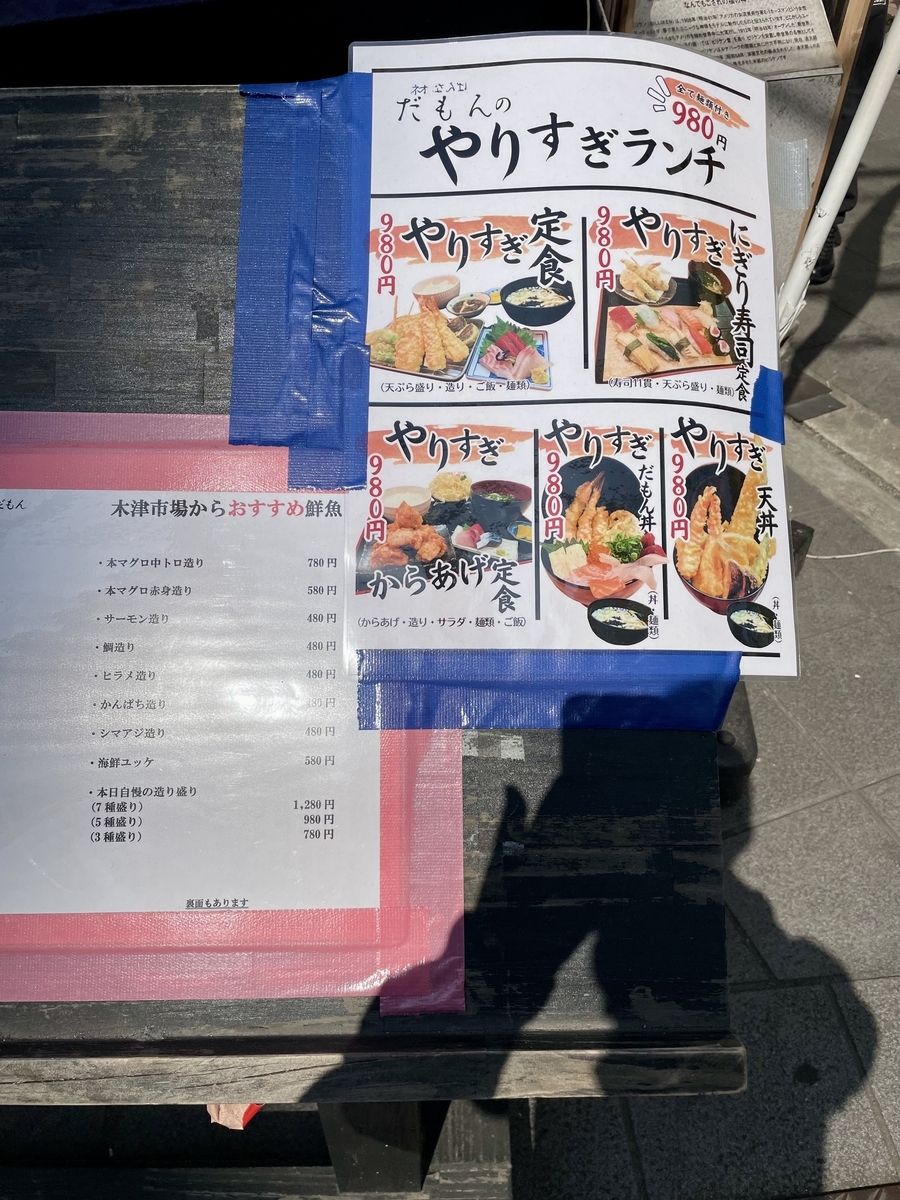 だもんの
やりすぎランチ
全て麺類付き
980円
やりすぎ定食
980円
(天ぷら盛り・造り・ご飯・麺類)
やりすぎにぎり寿司定食
980円
(寿司11貫・天ぷら盛り・麺類)
やりすぎ
からあげ定食
980円
(からあげ・造り・サラダ・麺類・ご飯)
やりすぎ
だもん丼
980円
(丼・麺類)
やりすぎ
天丼
980円
(丼・麺類)
だもん
木津市場からおすすめ鮮魚
・本マグロ中トロ造り 780円
・本マグロ赤身造り 580円
・サーモン造り 480円
・鯛造り 480円
・ヒラメ造り 480円
・かんぱち造り 480円
・シマアジ造り 480円
・海鮮ユッケ 580円
・本日自慢の造り盛り
(7種盛り) 1,280円
(5種盛り) 980円
(3種盛り) 780円
裏面もあります